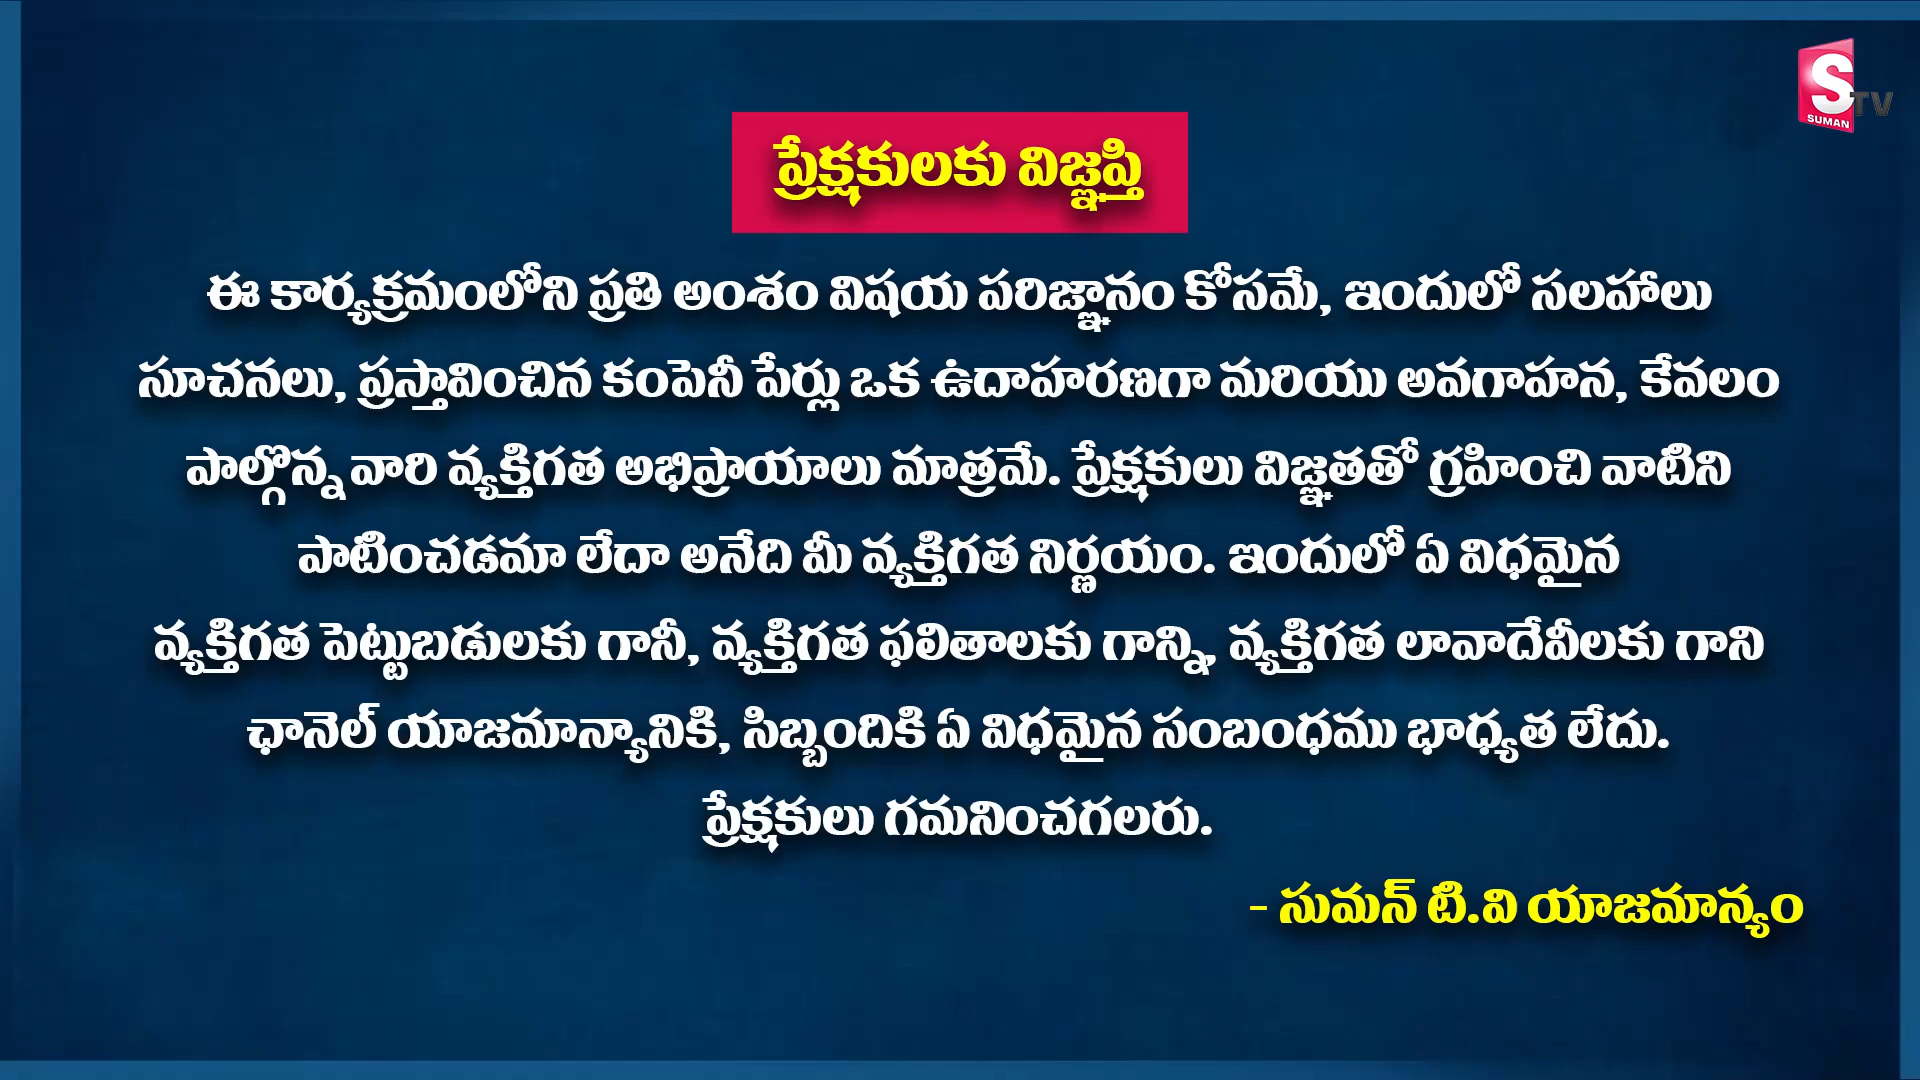 S
TV
SUMAN
ప్రేక్షకులకు విజ్ఞప్తి
ఈ కార్యక్రమంలోని ప్రతి అంశం విషయ పరిజ్ఞానం కోసమే, ఇందులో సలహాలు
సూచనలు, ప్రస్తావించిన కంపెనీ పేర్లు ఒక ఉదాహరణగా మరియు అవగాహన, కేవలం
పాల్గొన్న వారి వ్యక్తిగత అభిప్రాయాలు మాత్రమే. ప్రేక్షకులు విజ్ఞతతో గ్రహించి వాటిని
పాటించడమా లేదా అనేది మీ వ్యక్తిగత నిర్ణయం. ఇందులో ఏ విధమైన
వ్యక్తిగత పెట్టుబడులకు గానీ, వ్యక్తిగత ఫలితాలకు గాన్ని, వ్యక్తిగత లావాదేవీలకు గాని
ఛానెల్ యాజమాన్యానికి, సిబ్బందికి ఏ విధమైన సంబంధము భాధ్యత లేదు.
ప్రేక్షకులు గమనించగలరు.
- సుమన్ టి.వి యాజమాన్యం